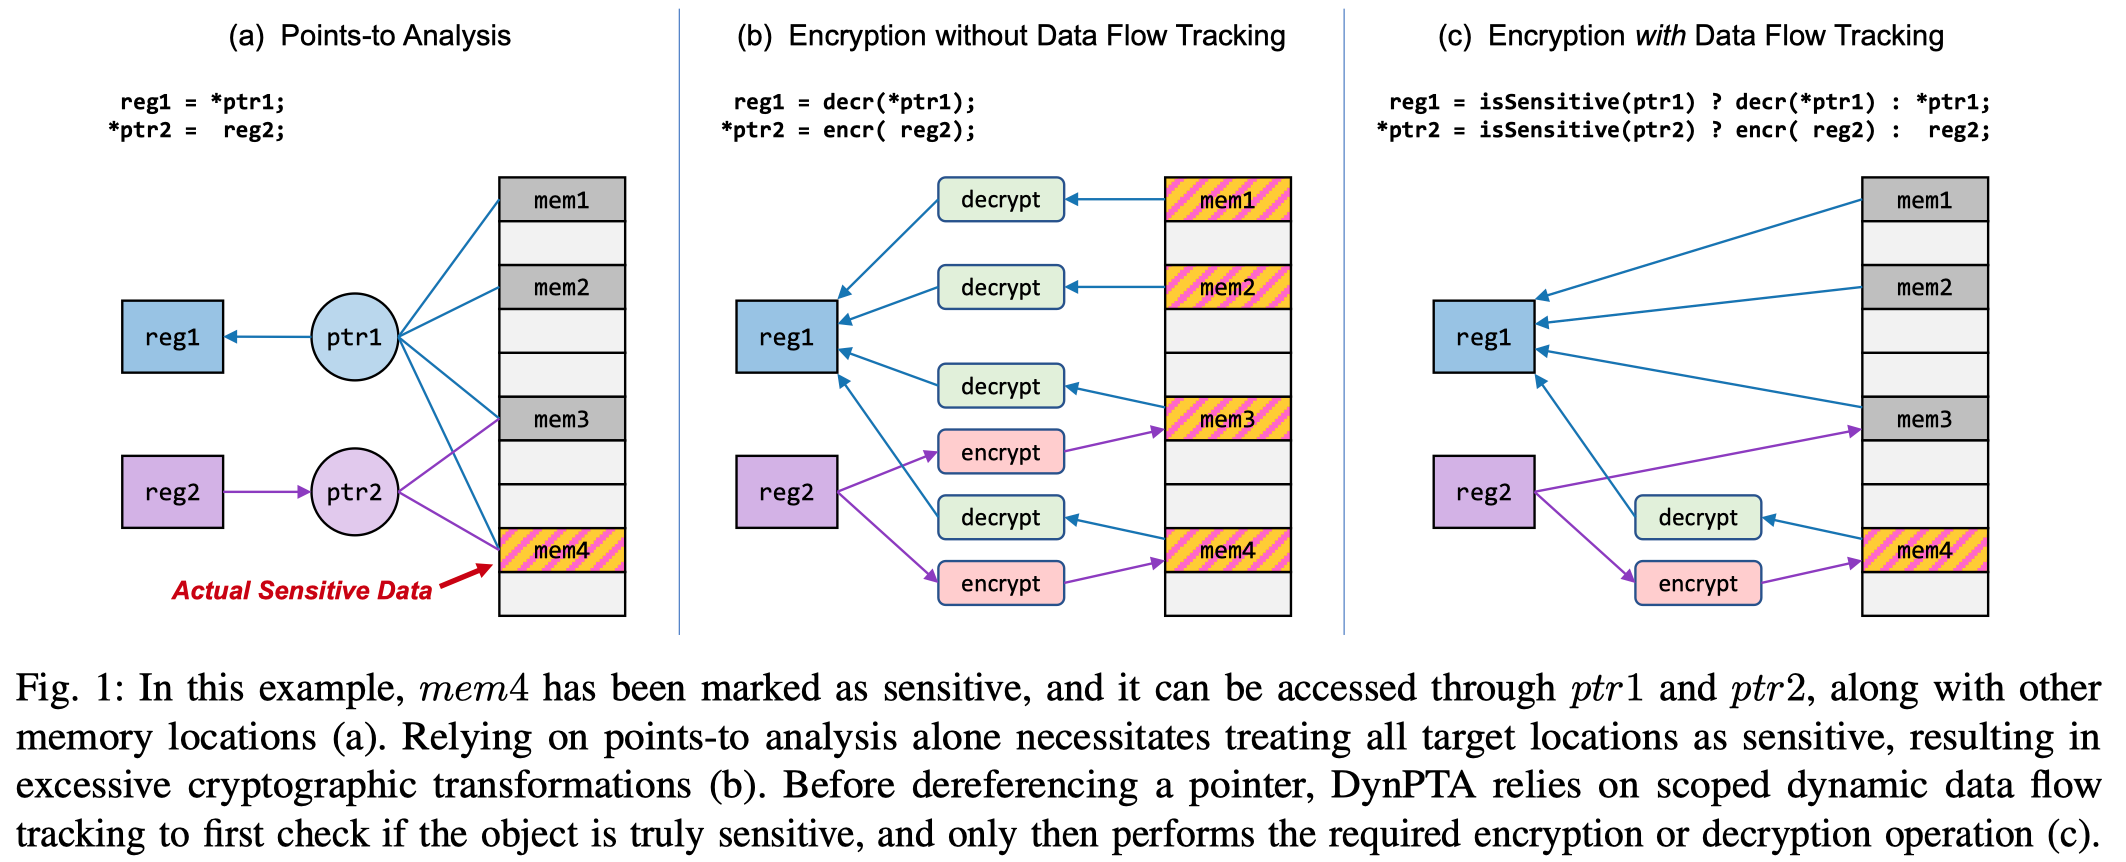 (a) Points-to Analysis
reg1 = *ptr1;
*ptr2 = reg2;
mem1
mem2
reg1
ptr1
mem3
reg2
ptr2
mem4
Actual Sensitive Data
(b) Encryption without Data Flow Tracking
reg1 = decr(*ptr1);
*ptr2 = encr( reg2);
decrypt
mem1
decrypt
mem2
reg1
decrypt
mem3
encrypt
reg2
decrypt
mem4
encrypt
(c) Encryption with Data Flow Tracking
reg1 = isSensitive(ptr1) ? decr(*ptr1) : *ptr1;
*ptr2 = isSensitive(ptr2) ? encr( reg2) : reg2;
mem1
mem2
reg1
mem3
reg2
decrypt
mem4
encrypt
Fig. 1: In this example, mem4 has been marked as sensitive, and it can be accessed through ptr1 and ptr2, along with other
memory locations (a). Relying on points-to analysis alone necessitates treating all target locations as sensitive, resulting in
excessive cryptographic transformations (b). Before dereferencing a pointer, DynPTA relies on scoped dynamic data flow
tracking to first check if the object is truly sensitive, and only then performs the required encryption or decryption operation (c).